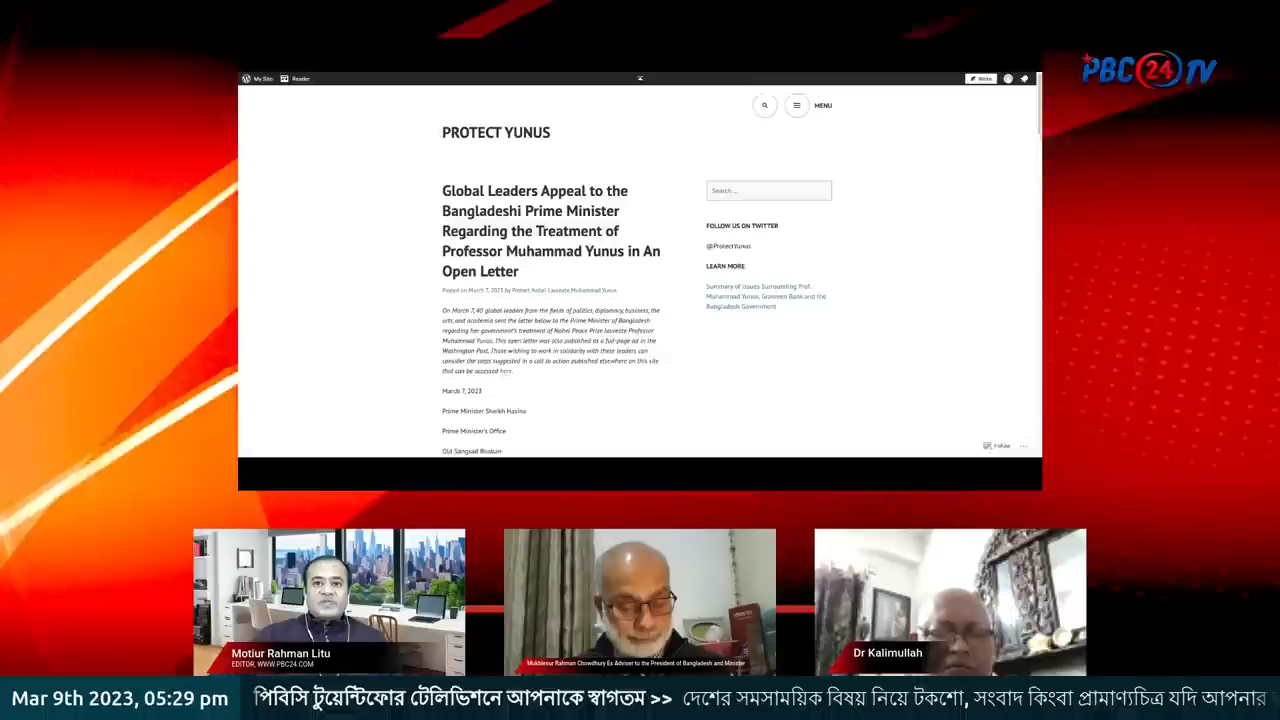 PBC 24 TV
My Site Reader
Write
MENU
PROTECT YUNUS
Global Leaders Appeal to the
Bangladeshi Prime Minister
Regarding the Treatment of
Professor Muhammad Yunus in An
Open Letter
Posted on March 7, 2023 by Protect Nobel Laureate Muhammad Yunus
On March 7, 40 global leaders from the fields of politics, diplomacy, business, the
arts, and academia sent the letter below to the Prime Minister of Bangladesh
regarding her government's treatment of Nobel Peace Prize laureate Professor
Muhammad Yunus. This open letter was also published as a full-page ad in the
Washington Post. Those wishing to work in solidarity with these leaders can
consider the steps suggested in a call to action published elsewhere on this site
that can be accessed here.
March 7, 2023
Prime Minister Sheikh Hasina
Prime Minister's Office
Old Sangsad Bhaban
Search ...
FOLLOW US ON TWITTER
@ProtectYunus
LEARN MORE
Summary of Issues Surrounding Prof.
Muhammad Yunus, Grameen Bank and the
Bangladesh Government
Follow
Motiur Rahman Litu
EDITOR, WWW.PBC24.COM
Mukhlesur Rahman Chowdhury Ex Adviser to the President of Bangladesh and Minister
Dr Kalimullah
Mar 9th 2023, 05:29 pm
পিবিসি টুয়েন্টিফোর টেলিভিশনে আপনাকে স্বাগতম >> দেশের সমসাময়িক বিষয় নিয়ে টকশো, সংবাদ কিংবা প্রামাণ্যচিত্র যদি আপনার